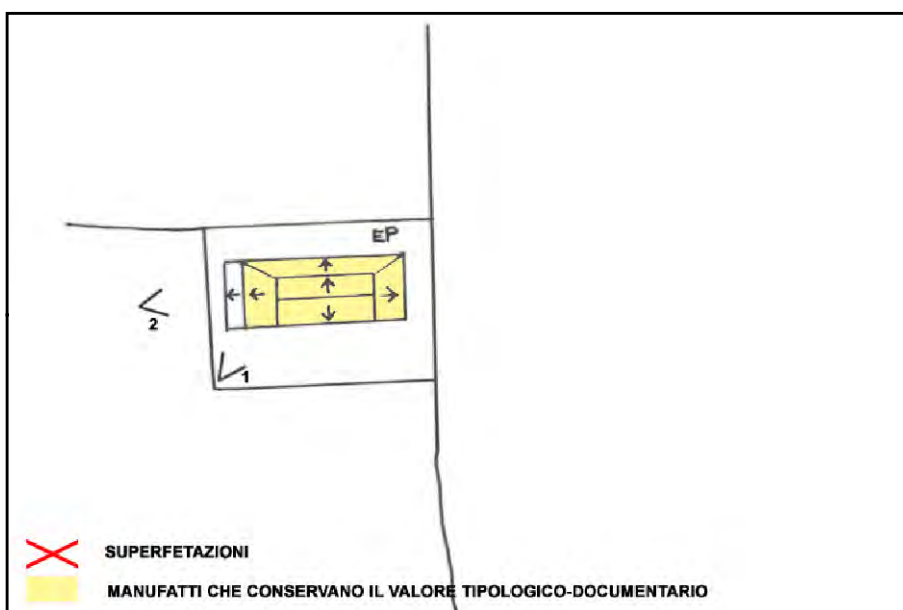 EP
2
1
SUPERFETAZIONI
MANUFATTI CHE CONSERVANO IL VALORE TIPOLOGICO-DOCUMENTARIO